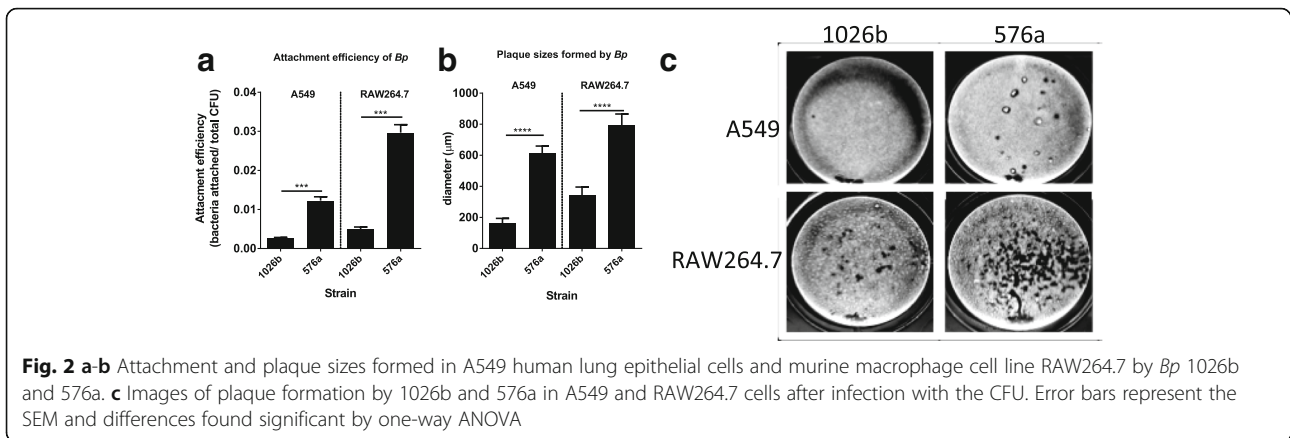 a
Attachment efficiency of Bp
A549
RAW264.7
Attacment efficiency
(bacteria attached/ total CFU)
0.04
0.03
0.02
0.01
0.00
***
***
1026b
576a
1026b
576a
Strain
b
Plaque sizes formed by Bp
A549
RAW264.7
diameter (µm)
1000
800
600
400
200
0
****
****
1026b
576a
1026b
576a
Strain
c
1026b
576a
A549
RAW264.7
Fig. 2 a-b Attachment and plaque sizes formed in A549 human lung epithelial cells and murine macrophage cell line RAW264.7 by Bp 1026b
and 576a. c Images of plaque formation by 1026b and 576a in A549 and RAW264.7 cells after infection with the CFU. Error bars represent the
SEM and differences found significant by one-way ANOVA